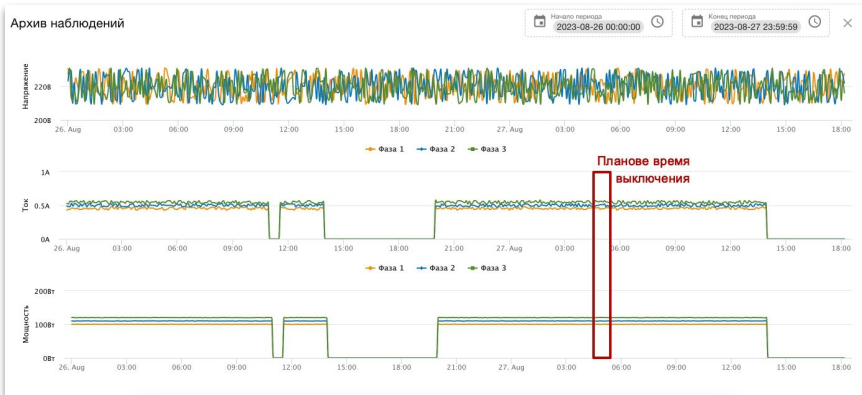 Архив наблюдений
Начало периода
2023-08-26 00:00:00
Конец периода
2023-08-27 23:59:59
Напряжение
220В
200В
26. Aug 03:00 06:00 09:00 12:00 15:00 18:00 21:00 27. Aug 03:00 06:00 09:00 12:00 15:00 18:00
Фаза 1 Фаза 2 Фаза 3
Планове время
выключения
Ток
1А
0.5А
0А
26. Aug 03:00 06:00 09:00 12:00 15:00 18:00 21:00 27. Aug 03:00 06:00 09:00 12:00 15:00 18:00
Фаза 1 Фаза 2 Фаза 3
Мощность
200Вт
100Вт
0Вт
26. Aug 03:00 06:00 09:00 12:00 15:00 18:00 21:00 27. Aug 03:00 06:00 09:00 12:00 15:00 18:00